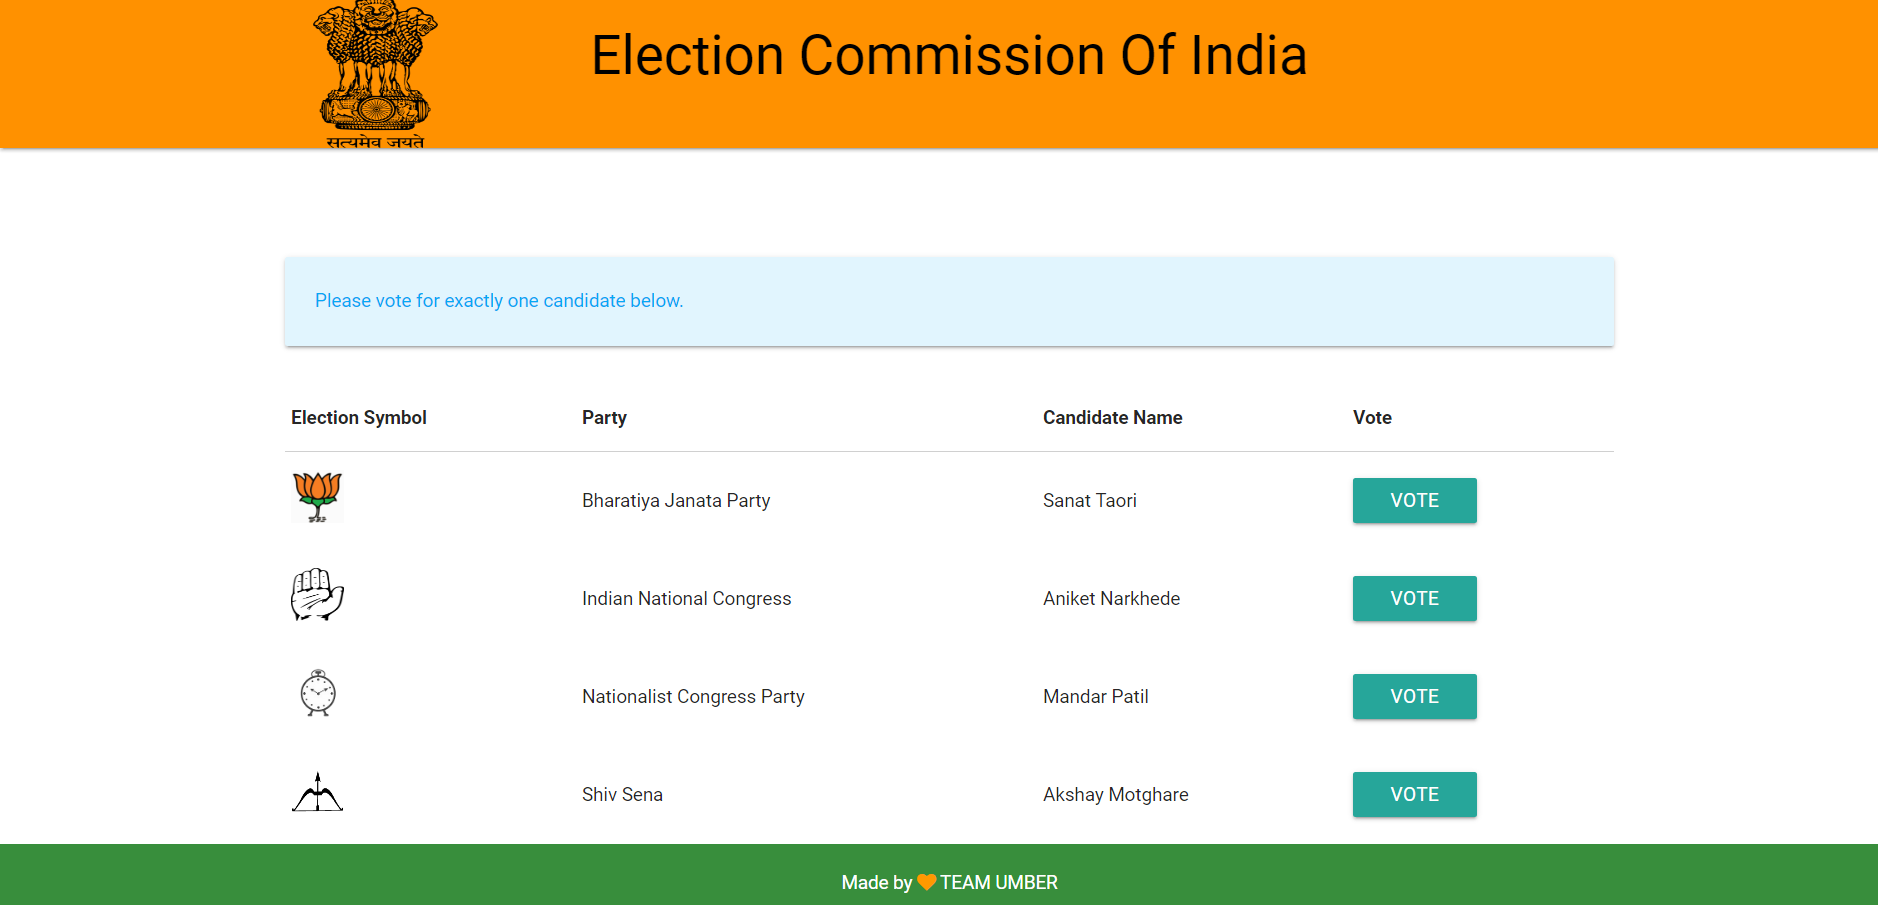 Election Commission Of India
सत्यमेव जयते
Please vote for exactly one candidate below.
Election Symbol Party Candidate Name Vote
Bharatiya Janata Party Sanat Taori VOTE
Indian National Congress Aniket Narkhede VOTE
Nationalist Congress Party Mandar Patil VOTE
Shiv Sena Akshay Motghare VOTE
Made by TEAM UMBER